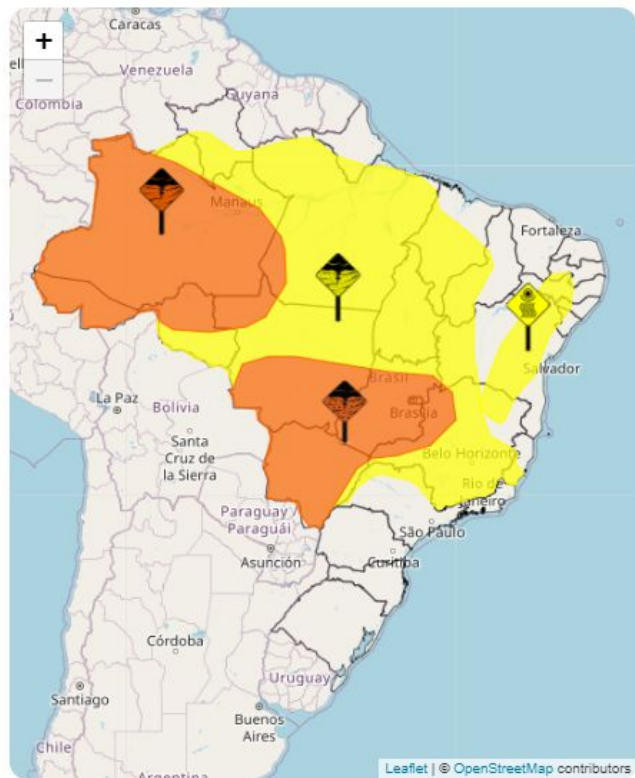 +
−
Caracas
Venezuela
Guyana
Colombia
Manaus
Fortaleza
Salvador
Brasil
Brasília
La Paz
Bolivia
Santa
Cruz de
la Sierra
Belo Horizonte
Rio de
Janeiro
Paraguay
Paraguái
São Paulo
Asunción
Curitiba
Córdoba
Uruguay
Santiago
Buenos
Aires
Chile
Argentina
Leaflet | © OpenStreetMap contributors